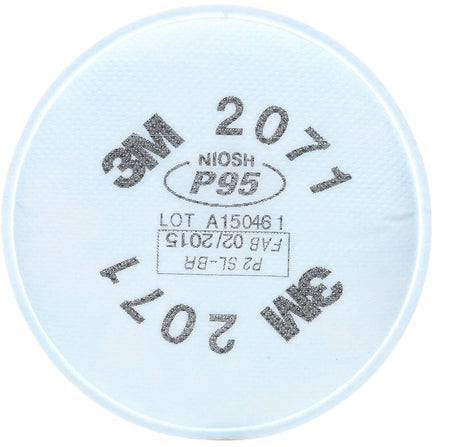 3M 2071
NIOSH
P95
LOT A150461
P2 SL-BR
FAB 02/2015
3M 2071